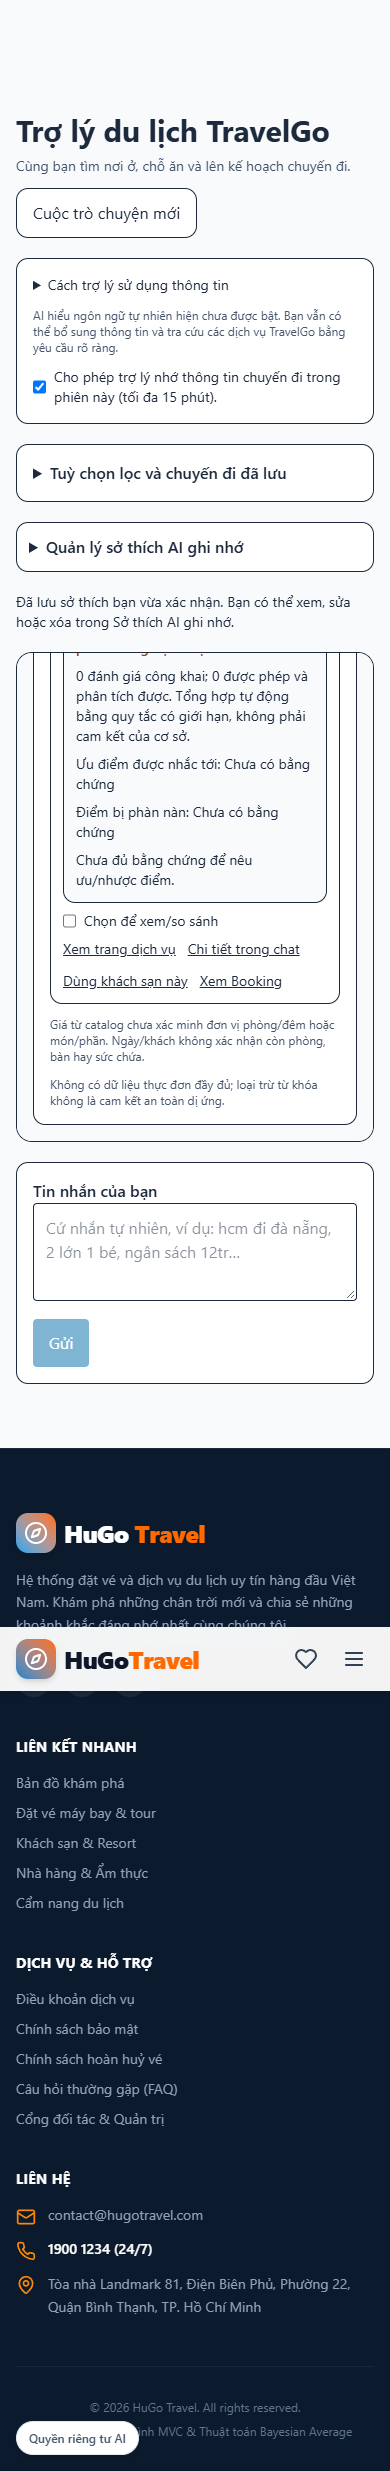 Trợ lý du lịch TravelGo
Cùng bạn tìm nơi ở, chỗ ăn và lên kế hoạch chuyến đi.
Cuộc trò chuyện mới
Cách trợ lý sử dụng thông tin
AI hiểu ngôn ngữ tự nhiên hiện chưa được bật. Bạn vẫn có
thể bổ sung thông tin và tra cứu các dịch vụ TravelGo bằng
yêu cầu rõ ràng.
Cho phép trợ lý nhớ thông tin chuyến đi trong
phiên này (tối đa 15 phút).
Tuỳ chọn lọc và chuyến đi đã lưu
Quản lý sở thích AI ghi nhớ
Đã lưu sở thích bạn vừa xác nhận. Bạn có thể xem, sửa
hoặc xóa trong Sở thích AI ghi nhớ.
0 đánh giá công khai; 0 được phép và
phân tích được. Tổng hợp tự động
bằng quy tắc có giới hạn, không phải
cam kết của cơ sở.
Ưu điểm được nhắc tới: Chưa có bằng
chứng
Điểm bị phàn nàn: Chưa có bằng
chứng
Chưa đủ bằng chứng để nêu
ưu/nhược điểm.
Chọn để xem/so sánh
Xem trang dịch vụ Chi tiết trong chat
Dùng khách sạn này Xem Booking
Giá từ catalog chưa xác minh đơn vị phòng/đêm hoặc
món/phần. Ngày/khách không xác nhận còn phòng,
bàn hay sức chứa.
Không có dữ liệu thực đơn đầy đủ; loại trừ từ khóa
không là cam kết an toàn dị ứng.
Tin nhắn của bạn
Cứ nhắn tự nhiên, ví dụ: hcm đi đà nẵng,
2 lớn 1 bé, ngân sách 12tr...
Gửi
HuGo Travel
Hệ thống đặt vé và dịch vụ du lịch uy tín hàng đầu Việt
Nam. Khám phá những chân trời mới và chia sẻ những
khoảnh khắc đáng nhớ nhất cùng chúng tôi.
HuGoTravel
LIÊN KẾT NHANH
Bản đồ khám phá
Đặt vé máy bay & tour
Khách sạn & Resort
Nhà hàng & Ẩm thực
Cẩm nang du lịch
DỊCH VỤ & HỖ TRỢ
Điều khoản dịch vụ
Chính sách bảo mật
Chính sách hoàn huỷ vé
Câu hỏi thường gặp (FAQ)
Cổng đối tác & Quản trị
LIÊN HỆ
contact@hugotravel.com
1900 1234 (24/7)
Tòa nhà Landmark 81, Điện Biên Phủ, Phường 22,
Quận Bình Thạnh, TP. Hồ Chí Minh
© 2026 HuGo Travel. All rights reserved.
Quyền riêng tư AI
MVC & Thuật toán Bayesian Average